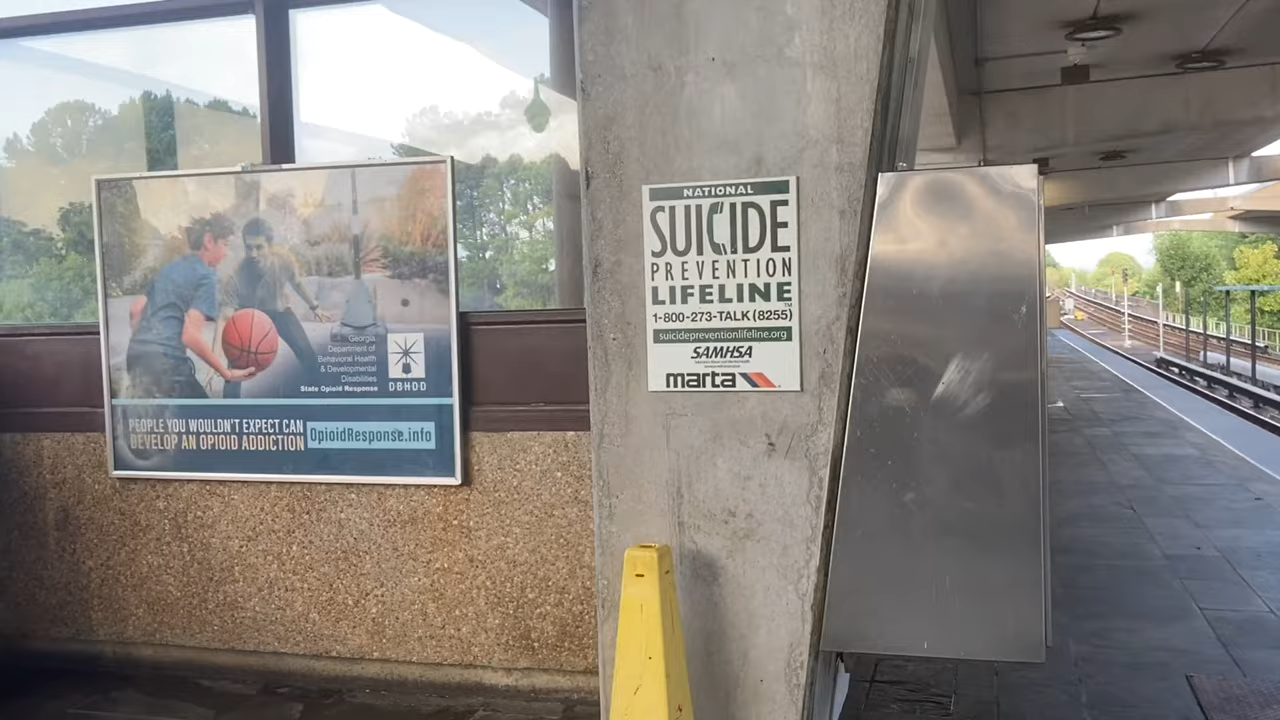 Georgia
Department of
Behavioral Health
& Developmental
Disabilities
State Opioid Response
DBHDD
PEOPLE YOU WOULDN'T EXPECT CAN
DEVELOP AN OPIOID ADDICTION
OpioidResponse.info
NATIONAL
SUICIDE
PREVENTION
LIFELINE
TM
1-800-273-TALK (8255)
suicidepreventionlifeline.org
SAMHSA
marta